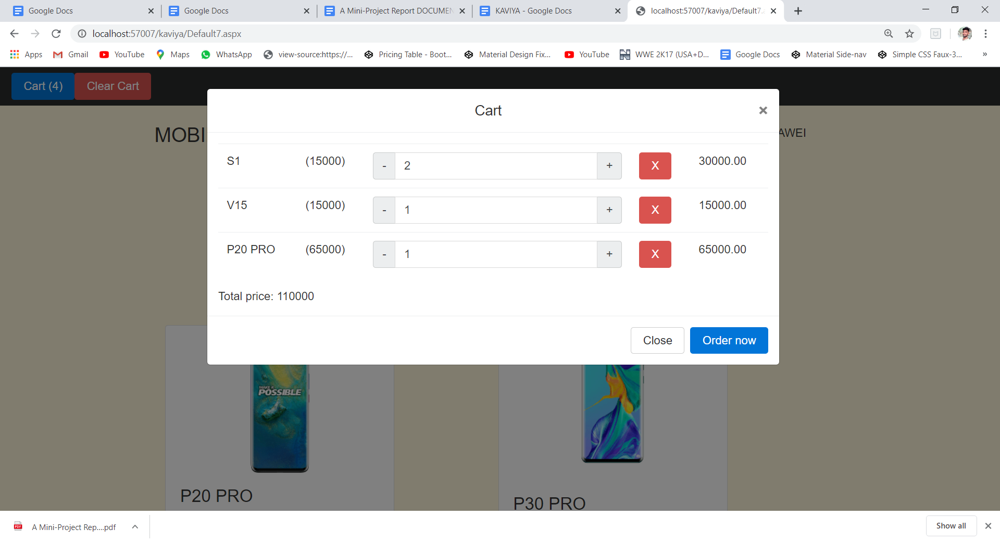 Google Docs
Google Docs
A Mini-Project Report DOCUMEN
KAVIYA - Google Docs
localhost:57007/kaviya/Default7.
localhost:57007/kaviya/Default7.aspx
Apps
Gmail
YouTube
Maps
WhatsApp
view-source:https://...
Pricing Table - Boot...
Material Design Fix...
YouTube
WWE 2K17 (USA+D...
Google Docs
Material Side-nav
Simple CSS Faux-3...
»
Cart (4)
Clear Cart
Cart
×
MOBI
AWEI
S1 (15000) - 2 + X 30000.00
V15 (15000) - 1 + X 15000.00
P20 PRO (65000) - 1 + X 65000.00
Total price: 110000
Close
Order now
MAKE IT
POSSIBLE
P20 PRO
P30 PRO
PDF
A Mini-Project Rep....pdf
Show all